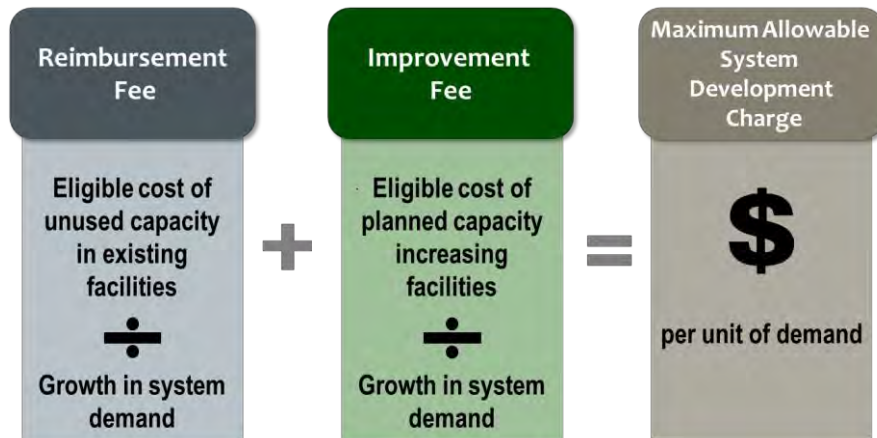 Reimbursement
Fee
Eligible cost of
unused capacity
in existing
facilities
÷
Growth in system
demand
+
Improvement
Fee
Eligible cost of
planned capacity
increasing
facilities
÷
Growth in system
demand
=
Maximum Allowable
System
Development
Charge
$
per unit of demand